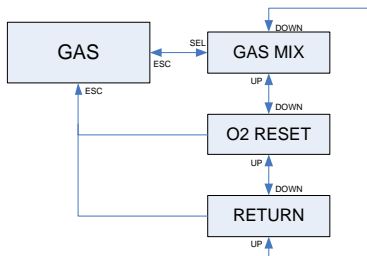 DOWN
GAS
SEL
ESC
GAS MIX
UP
ESC
DOWN
O2 RESET
UP
DOWN
RETURN
UP